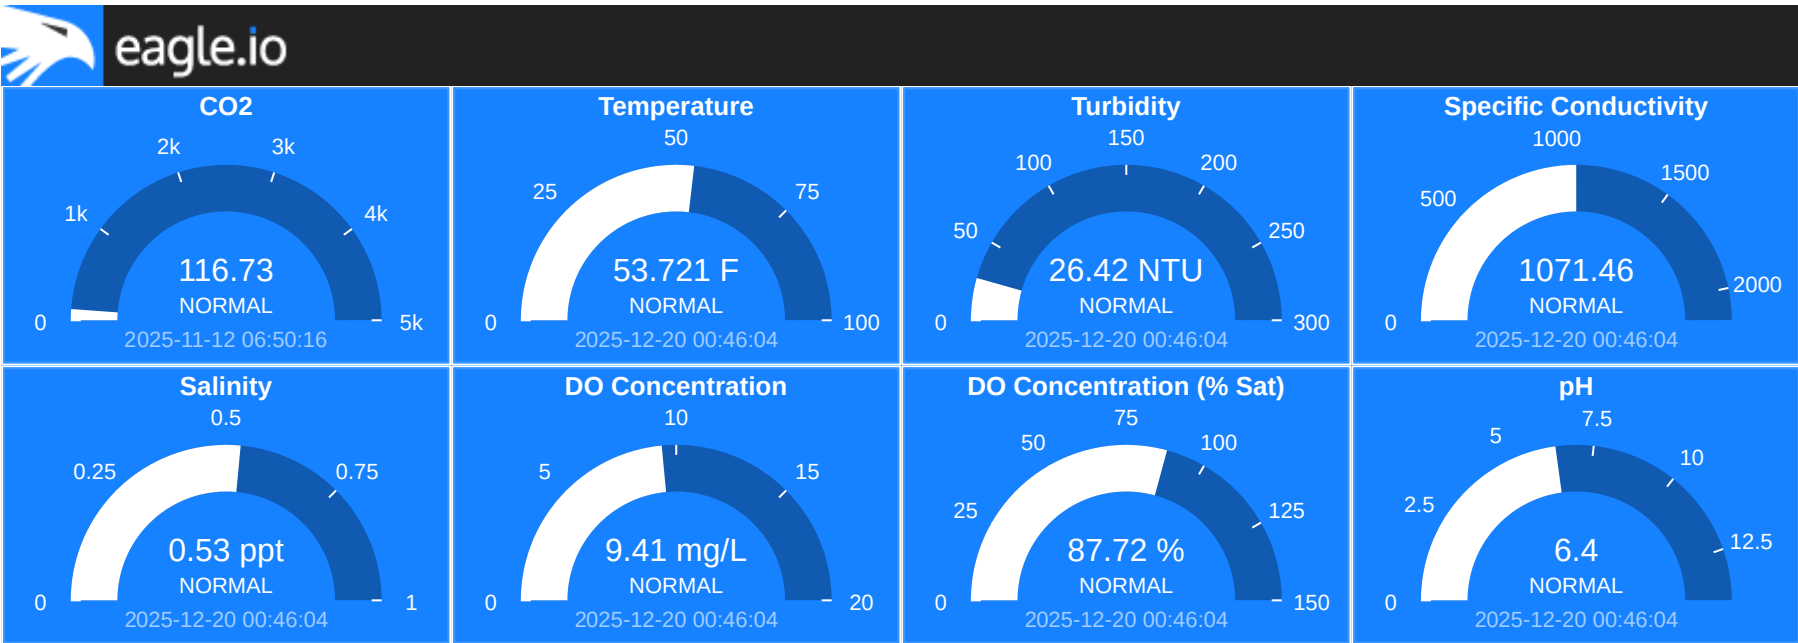 eagle.io
CO2
0
1k
2k
3k
4k
5k
116.73
NORMAL
2025-11-12 06:50:16
Temperature
0
25
50
75
100
53.721 F
NORMAL
2025-12-20 00:46:04
Turbidity
0
50
100
150
200
250
300
26.42 NTU
NORMAL
2025-12-20 00:46:04
Specific Conductivity
0
500
1000
1500
2000
1071.46
NORMAL
2025-12-20 00:46:04
Salinity
0
0.25
0.5
0.75
1
0.53 ppt
NORMAL
2025-12-20 00:46:04
DO Concentration
0
5
10
15
20
9.41 mg/L
NORMAL
2025-12-20 00:46:04
DO Concentration (% Sat)
0
25
50
75
100
125
150
87.72 %
NORMAL
2025-12-20 00:46:04
pH
0
2.5
5
7.5
10
12.5
6.4
NORMAL
2025-12-20 00:46:04